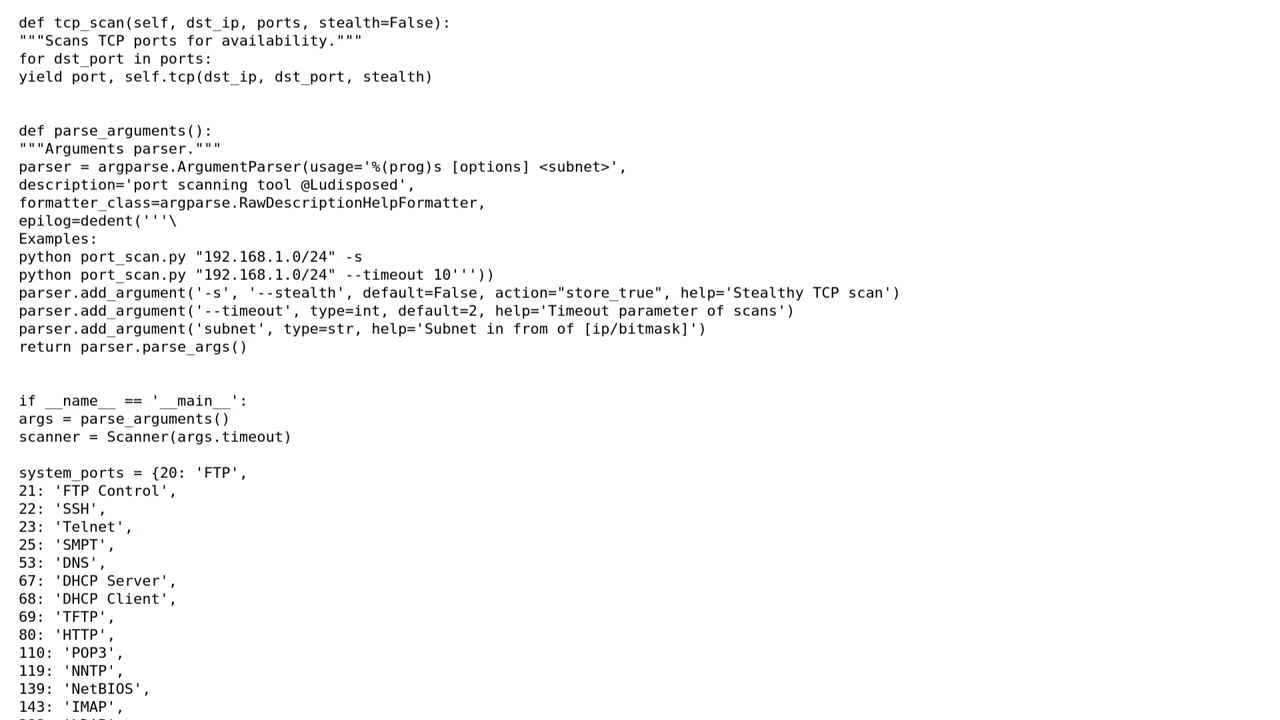 def tcp_scan(self, dst_ip, ports, stealth=False):
"""Scans TCP ports for availability."""
for dst_port in ports:
yield port, self.tcp(dst_ip, dst_port, stealth)
def parse_arguments():
"""Arguments parser."""
parser = argparse.ArgumentParser(usage='%(prog)s [options] <subnet>',
description='port scanning tool @Ludisposed',
formatter_class=argparse.RawDescriptionHelpFormatter,
epilog=dedent('''\
Examples:
python port_scan.py "192.168.1.0/24" -s
python port_scan.py "192.168.1.0/24" --timeout 10'''))
parser.add_argument('-s', '--stealth', default=False, action="store_true", help='Stealthy TCP scan')
parser.add_argument('--timeout', type=int, default=2, help='Timeout parameter of scans')
parser.add_argument('subnet', type=str, help='Subnet in from of [ip/bitmask]')
return parser.parse_args()
if __name__ == '__main__':
args = parse_arguments()
scanner = Scanner(args.timeout)
system_ports = {20: 'FTP',
21: 'FTP Control',
22: 'SSH',
23: 'Telnet',
25: 'SMPT',
53: 'DNS',
67: 'DHCP Server',
68: 'DHCP Client',
69: 'TFTP',
80: 'HTTP',
110: 'POP3',
119: 'NNTP',
139: 'NetBIOS',
143: 'IMAP',